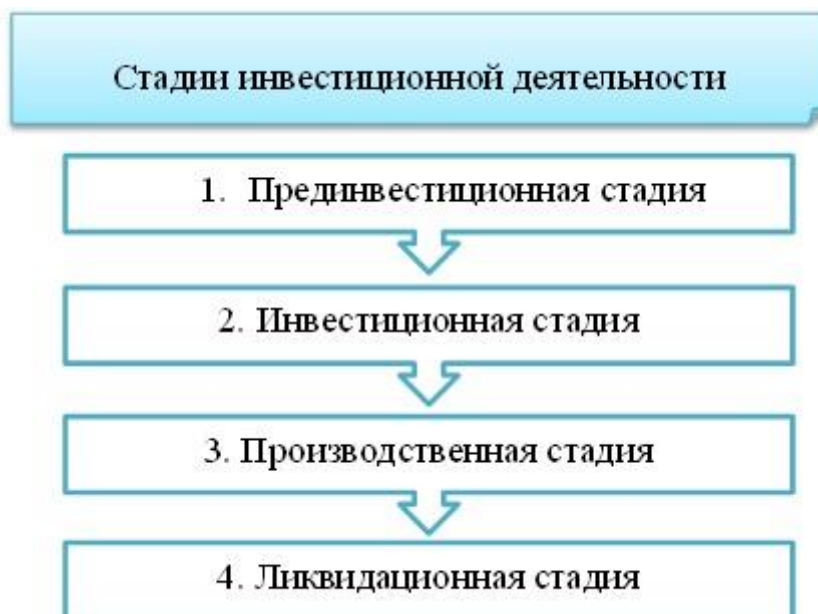 Стадии инвестиционной деятельности
1. Прединвестиционная стадия
2. Инвестиционная стадия
3. Производственная стадия
4. Ликвидационная стадия